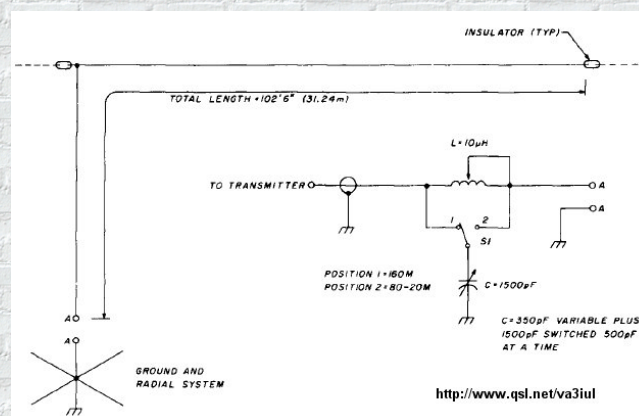 INSULATOR (TYP)
TOTAL LENGTH = 102'6" (31.24m)
L=10µH
TO TRANSMITTER
A
A
1
2
S1
POSITION 1=160M
POSITION 2=80-20M
C=1500pF
A
A
C=350pF VARIABLE PLUS
1500pF SWITCHED 500pF
AT A TIME
GROUND AND
RADIAL SYSTEM
http://www.qsl.net/va3iul